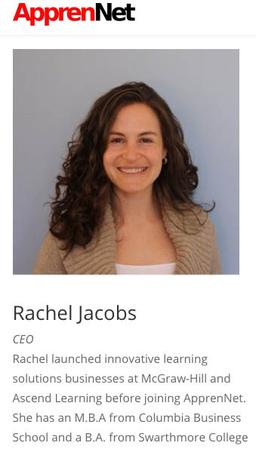 ApprenNet
Rachel Jacobs
CEO
Rachel launched innovative learning
solutions businesses at McGraw-Hill and
Ascend Learning before joining ApprenNet.
She has an M.B.A from Columbia Business
School and a B.A. from Swarthmore College